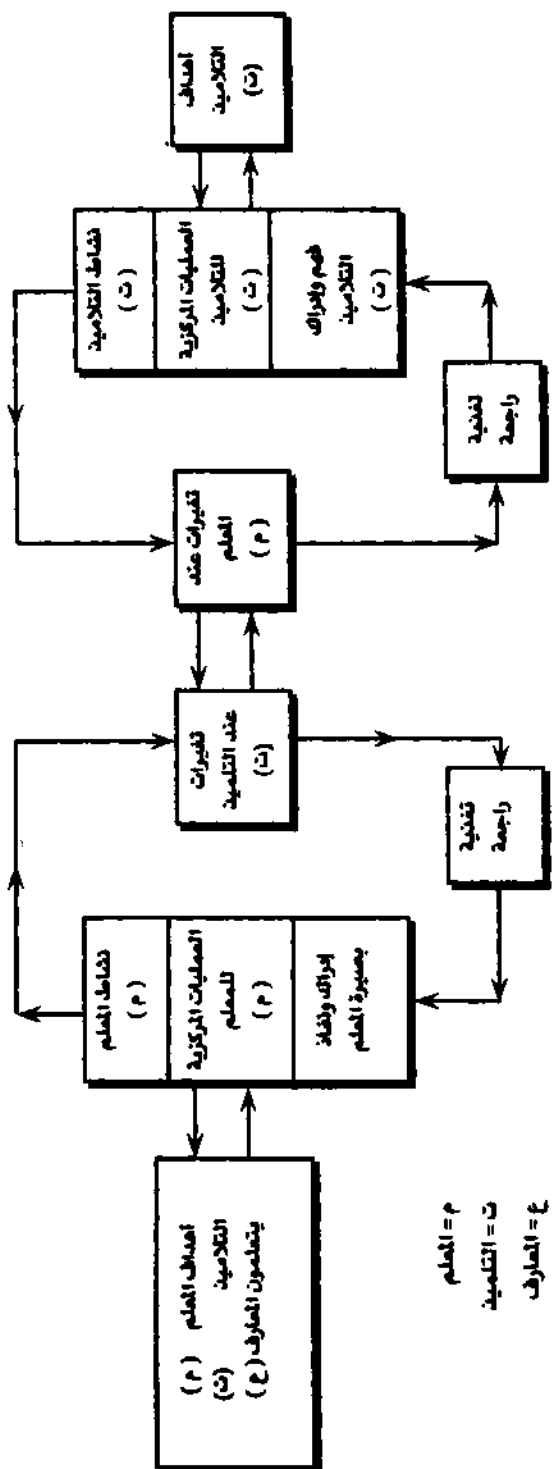 أهداف
التلاميذ
(ت)
نشاط التلاميذ
(ت)
العمليات المركزية
للتلاميذ
(ت)
فهم وإدراك
التلاميذ
(ت)
تغذية
راجعة
تغيرات عند
المعلم
(م)
تغيرات
عند التلميذ
(ت)
تغذية
راجعة
نشاط المعلم
(م)
العمليات المركزية
للمعلم
(م)
إدراك ونفاذ
بصيرة المعلم
أهداف المعلم (م)
التلاميذ (ت)
يتعلمون المعارف (ع)
م = المعلم
ت = التلميذ
ع = المعارف